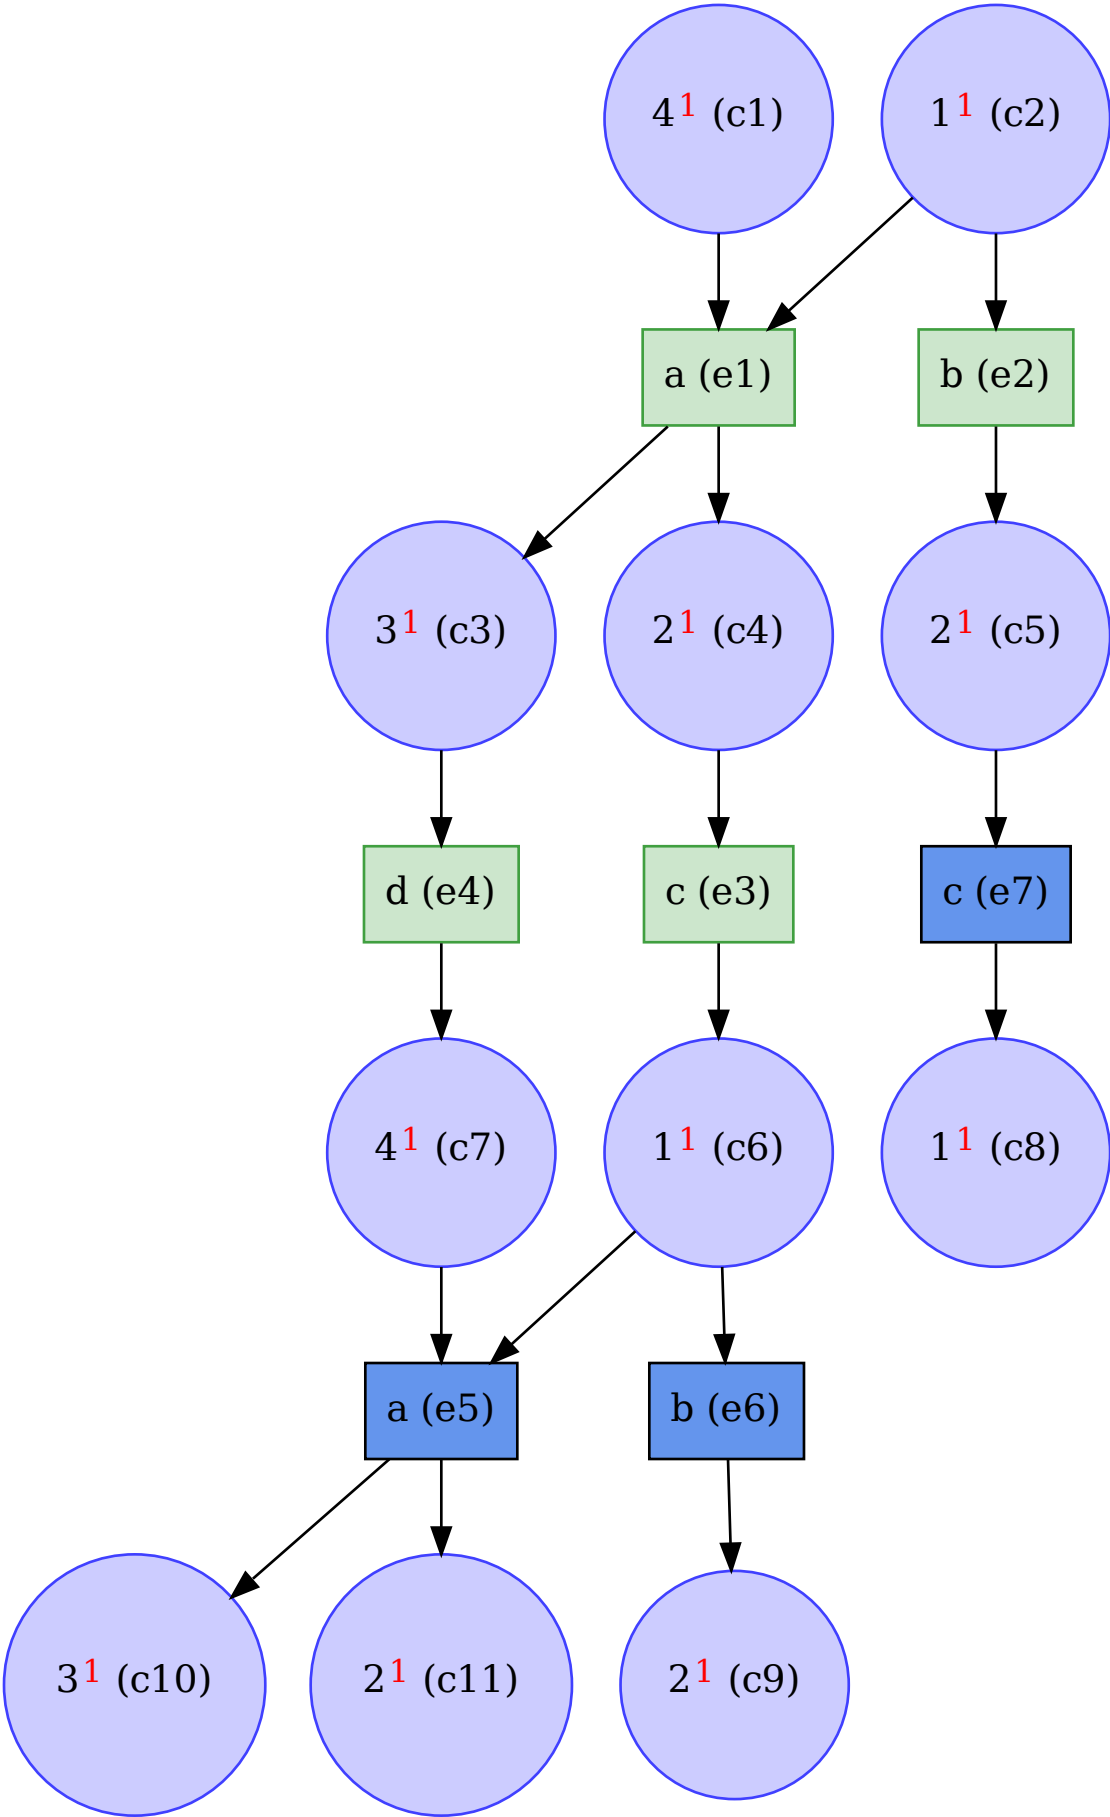 4¹ (c1)
1¹ (c2)
a (e1)
b (e2)
3¹ (c3)
2¹ (c4)
2¹ (c5)
d (e4)
c (e3)
c (e7)
4¹ (c7)
1¹ (c6)
1¹ (c8)
a (e5)
b (e6)
3¹ (c10)
2¹ (c11)
2¹ (c9)